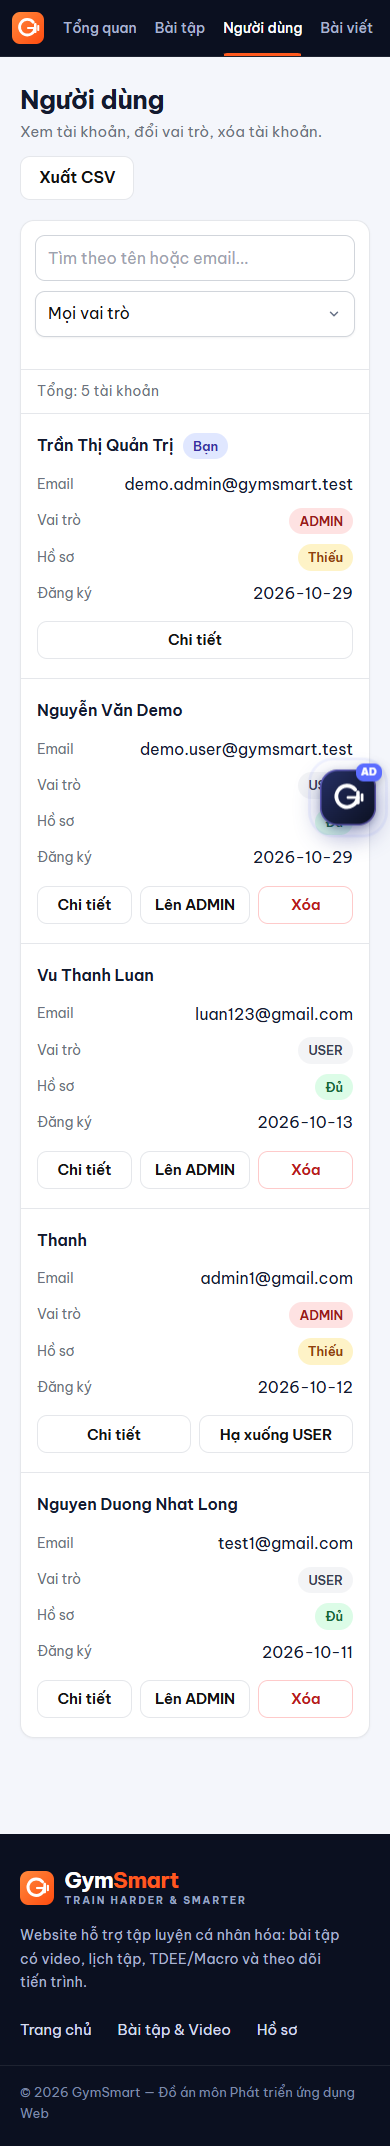 Tổng quan Bài tập Người dùng Bài viết
Người dùng
Xem tài khoản, đổi vai trò, xóa tài khoản.
Xuất CSV
Tìm theo tên hoặc email...
Mọi vai trò
Tổng: 5 tài khoản
Trần Thị Quản Trị Bạn
Email demo.admin@gymsmart.test
Vai trò ADMIN
Hồ sơ Thiếu
Đăng ký 2026-10-29
Chi tiết
Nguyễn Văn Demo
Email demo.user@gymsmart.test
AD
Vai trò
Hồ sơ
Đăng ký 2026-10-29
Chi tiết Lên ADMIN Xóa
Vu Thanh Luan
Email luan123@gmail.com
Vai trò USER
Hồ sơ Đủ
Đăng ký 2026-10-13
Chi tiết Lên ADMIN Xóa
Thanh
Email admin1@gmail.com
Vai trò ADMIN
Hồ sơ Thiếu
Đăng ký 2026-10-12
Chi tiết Hạ xuống USER
Nguyen Duong Nhat Long
Email test1@gmail.com
Vai trò USER
Hồ sơ Đủ
Đăng ký 2026-10-11
Chi tiết Lên ADMIN Xóa
GymSmart
TRAIN HARDER & SMARTER
Website hỗ trợ tập luyện cá nhân hóa: bài tập
có video, lịch tập, TDEE/Macro và theo dõi
tiến trình.
Trang chủ Bài tập & Video Hồ sơ
© 2026 GymSmart — Đồ án môn Phát triển ứng dụng
Web